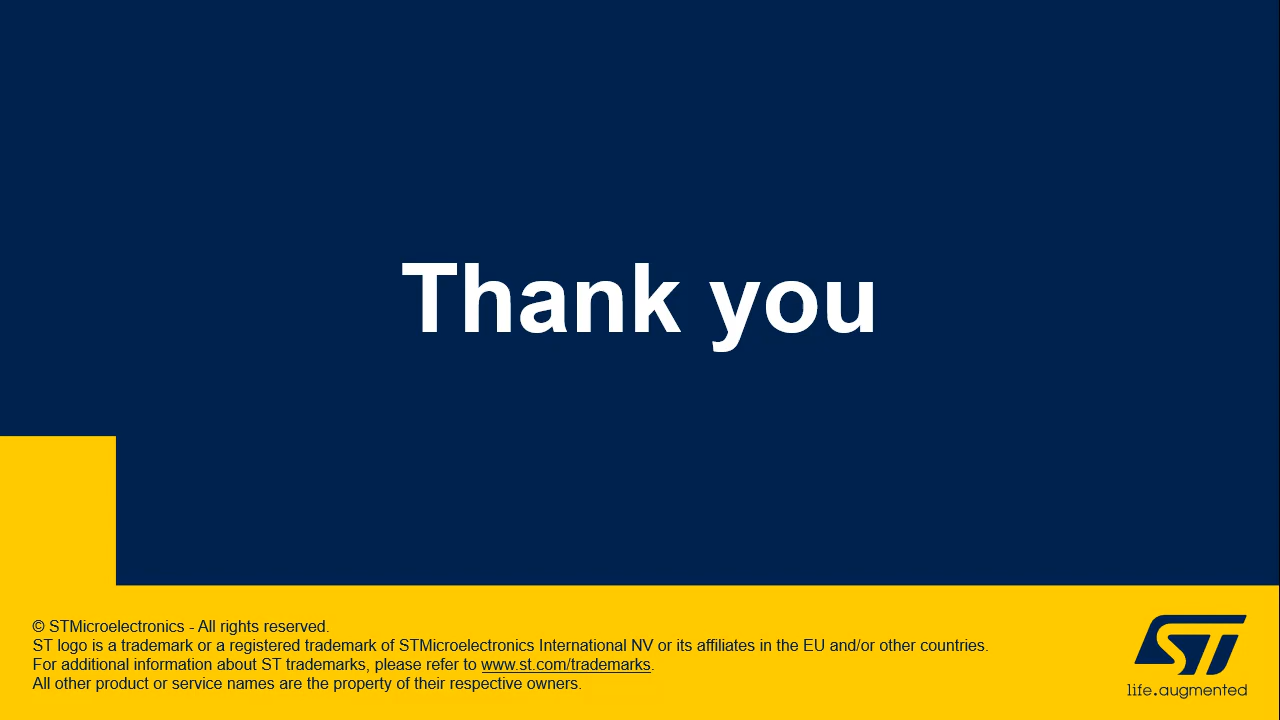 Thank you
© STMicroelectronics - All rights reserved.
ST logo is a trademark or a registered trademark of STMicroelectronics International NV or its affiliates in the EU and/or other countries.
For additional information about ST trademarks, please refer to www.st.com/trademarks.
All other product or service names are the property of their respective owners.
ST
life.augmented